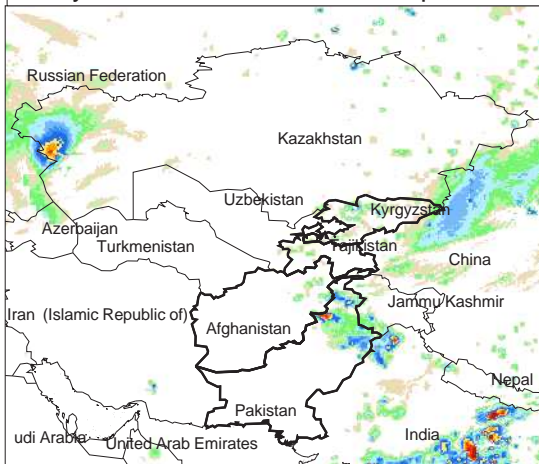 Russian Federation
Kazakhstan
Uzbekistan
Kyrgyzstan
Azerbaijan
Turkmenistan
Tajikistan
China
Jammu/Kashmir
Iran (Islamic Republic of)
Afghanistan
Nepal
Pakistan
udi Arabia
United Arab Emirates
India